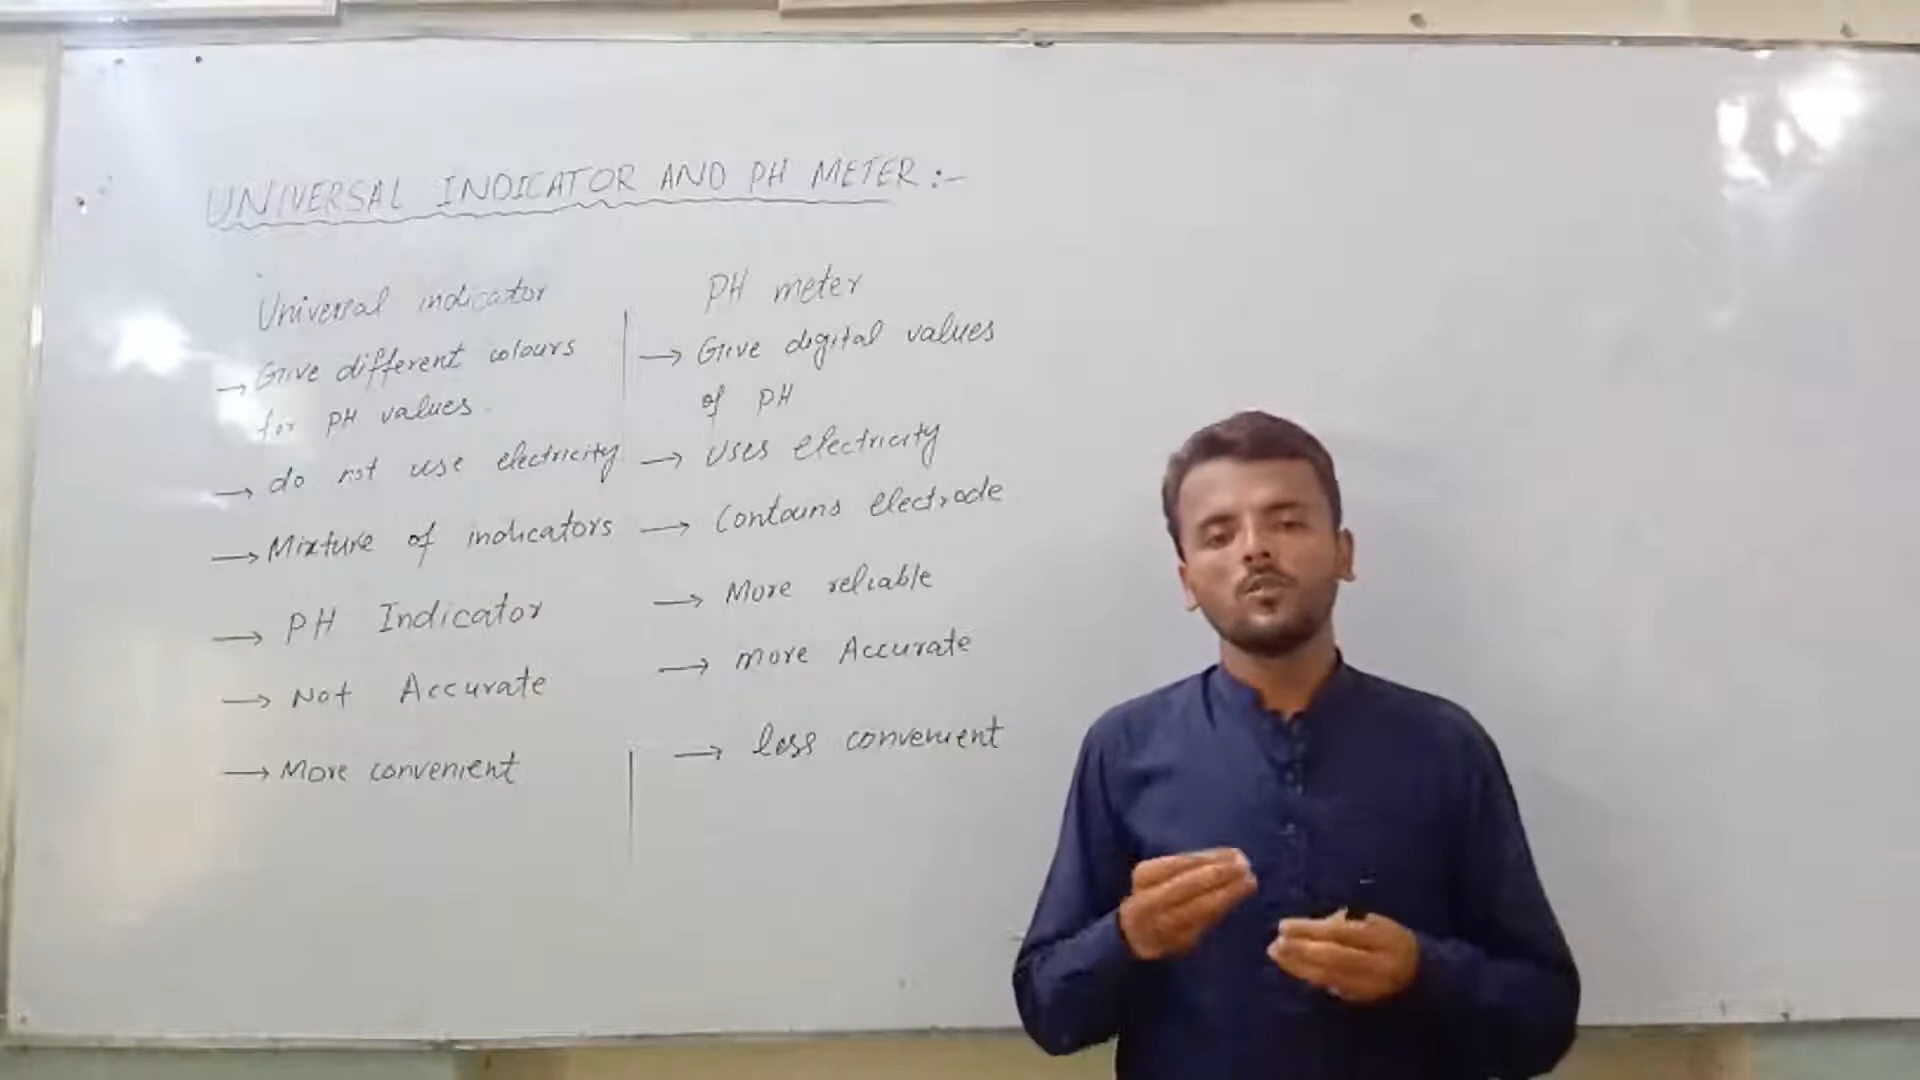 UNIVERSAL INDICATOR AND PH METER :-
Universal indicator
→ Give different colours
for PH values
→ do not use electricity
→ Mixture of indicators
→ PH Indicator
→ Not Accurate
→ More convenient
PH meter
→ Give digital values
of PH
→ Uses electricity
→ Contains electrode
→ More reliable
→ more Accurate
→ less convenient